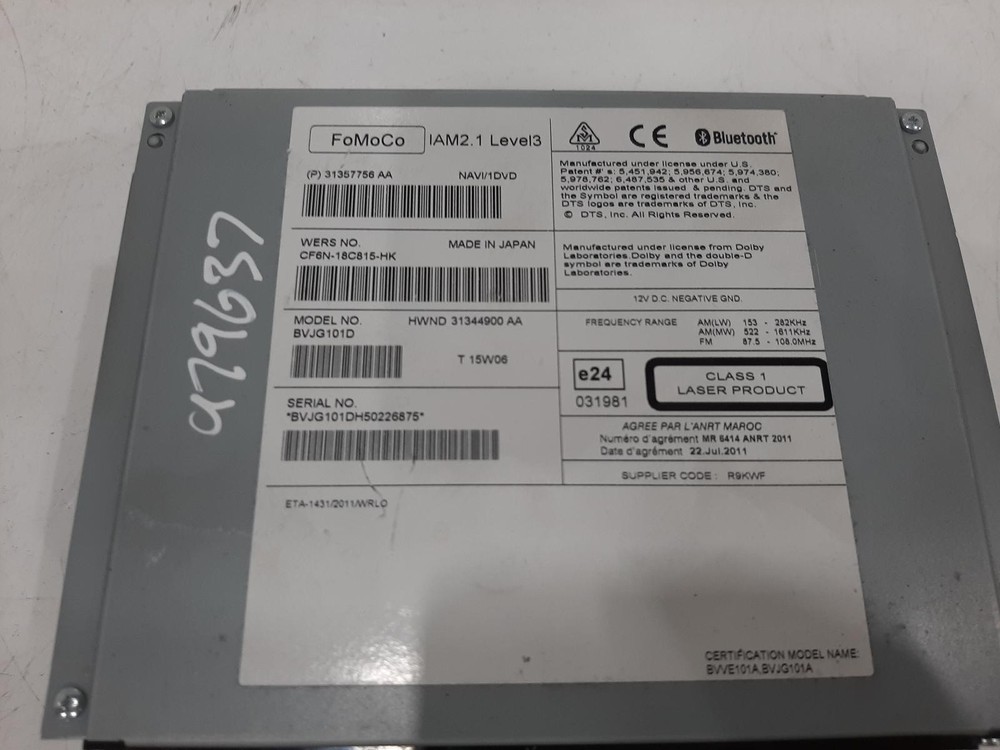 FoMoCo IAM2.1 Level3
(P) 31357756 AA NAVI/1DVD
WERS NO. MADE IN JAPAN
CF6N-18C815-HK
MODEL NO. HWND 31344900 AA
BVJG101D
T 15W06
SERIAL NO.
*BVJG101DH50226875*
ETA-1431/2011/WRLO
SMM
1024
CE
Bluetooth
Manufactured under license under U.S.
Patent #' s: 5,451,942; 5,956,674; 5,974,380;
5,978,762; 6,487,535 & other U.S. and
worldwide patents issued & pending. DTS and
the Symbol are registered trademarks & the
DTS logos are trademarks of DTS, Inc.
© DTS, Inc. All Rights Reserved.
Manufactured under license from Dolby
Laboratories.Dolby and the double-D
symbol are trademarks of Dolby
Laboratories.
12V D.C. NEGATIVE GND.
FREQUENCY RANGE AM(LW) 153 - 282KHz
AM(MW) 522 - 1611KHz
FM 87.5 - 108.0MHz
e24
031981
CLASS 1
LASER PRODUCT
AGREE PAR L'ANRT MAROC
Numéro d'agrément MR 6414 ANRT 2011
Date d'agrément 22.Jul.2011
SUPPLIER CODE : R9KWF
CERTIFICATION MODEL NAME:
BVVE101A,BVJG101A
979637